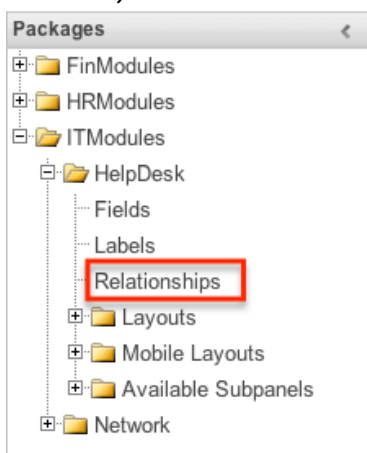 Packages
FinModules
HRModules
ITModules
HelpDesk
Fields
Labels
Relationships
Layouts
Mobile Layouts
Available Subpanels
Network